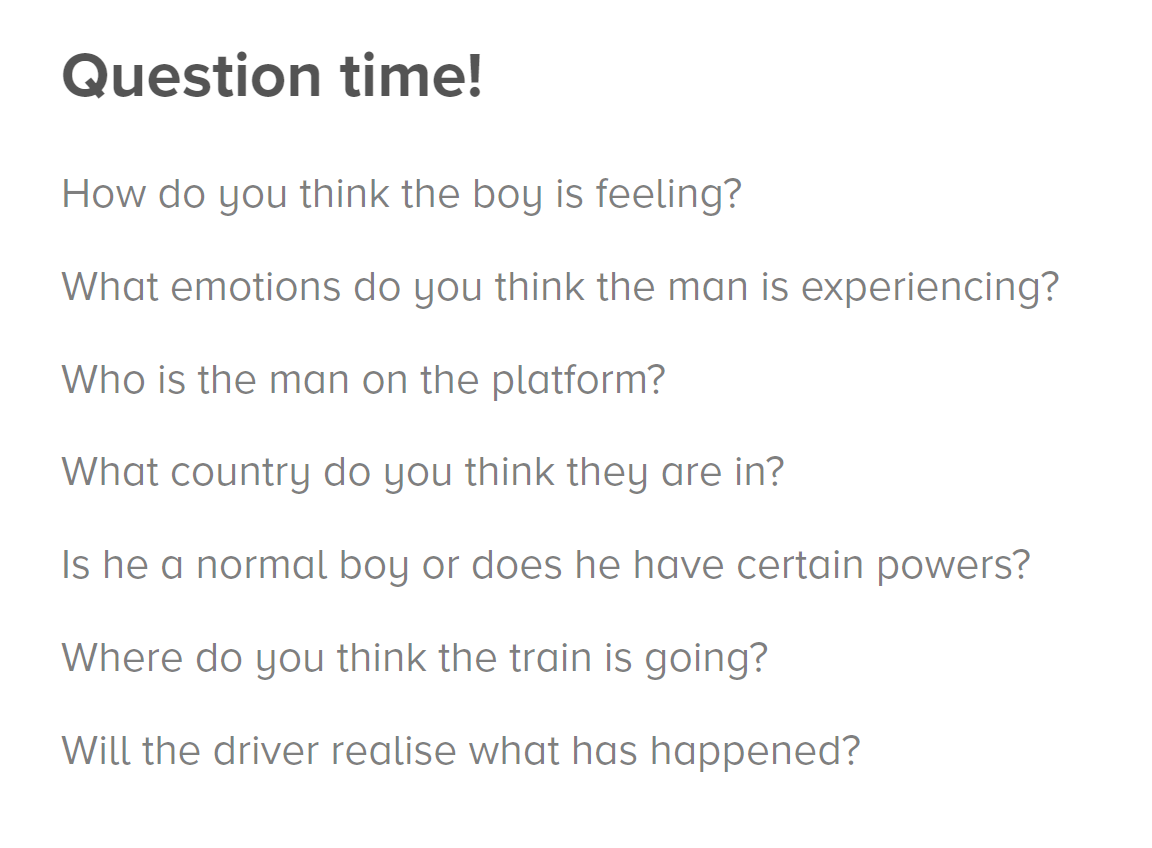 Question time!
How do you think the boy is feeling?
What emotions do you think the man is experiencing?
Who is the man on the platform?
What country do you think they are in?
Is he a normal boy or does he have certain powers?
Where do you think the train is going?
Will the driver realise what has happened?